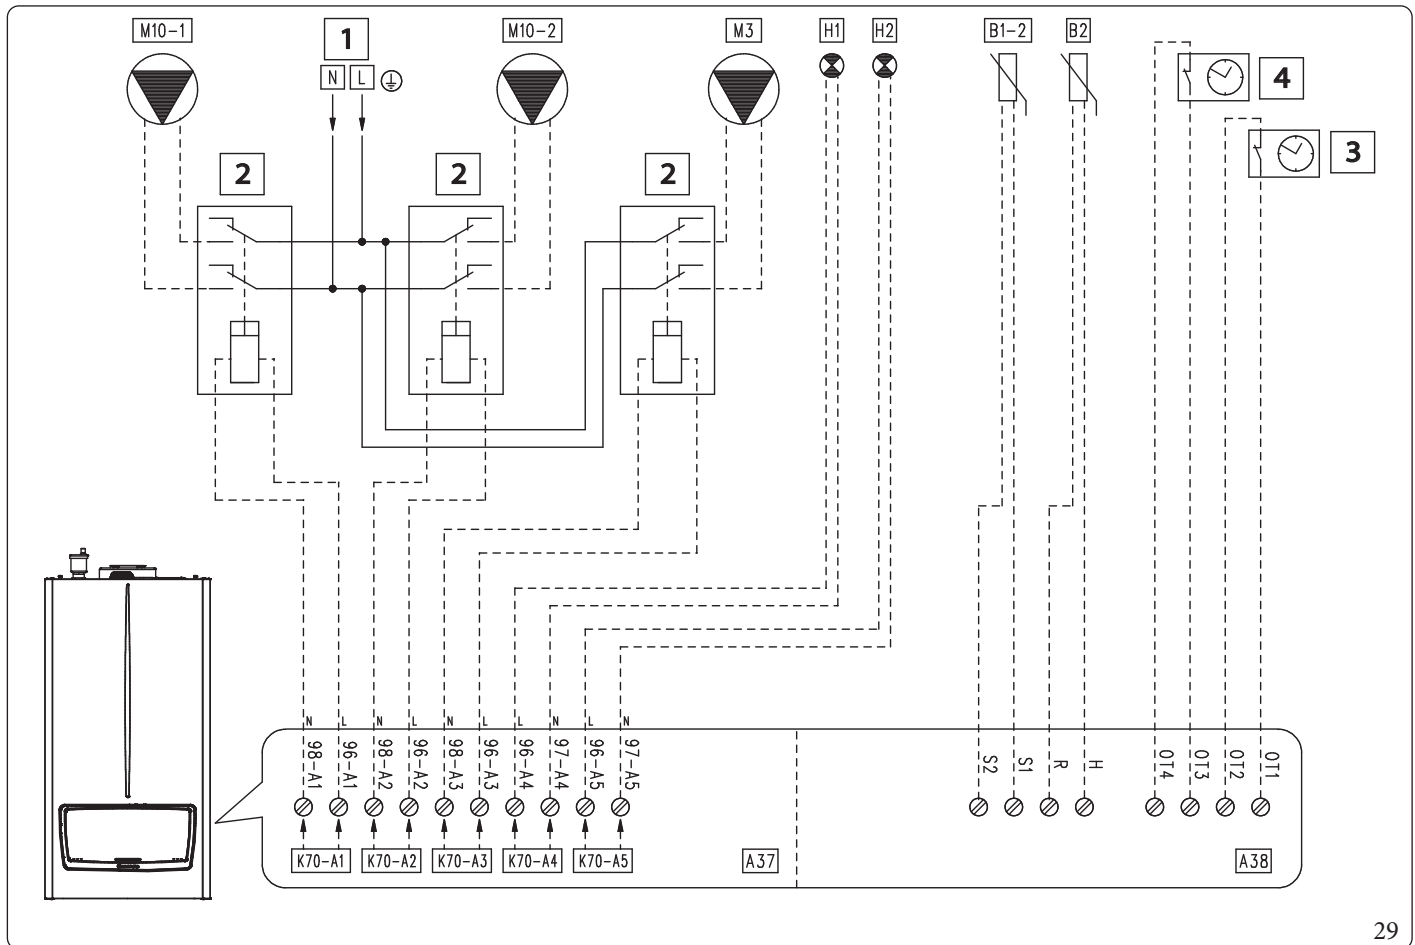 M10-1
1
M10-2
M3
H1
H2
B1-2
B2
N
L
4
3
2
2
2
N
L
N
L
N
L
L
N
L
N
98-A1
96-A1
98-A2
96-A2
98-A3
96-A3
96-A4
97-A4
96-A5
97-A5
S2
S1
R
H
OT4
OT3
OT2
OT1
K70-A1
K70-A2
K70-A3
K70-A4
K70-A5
A37
A38
29